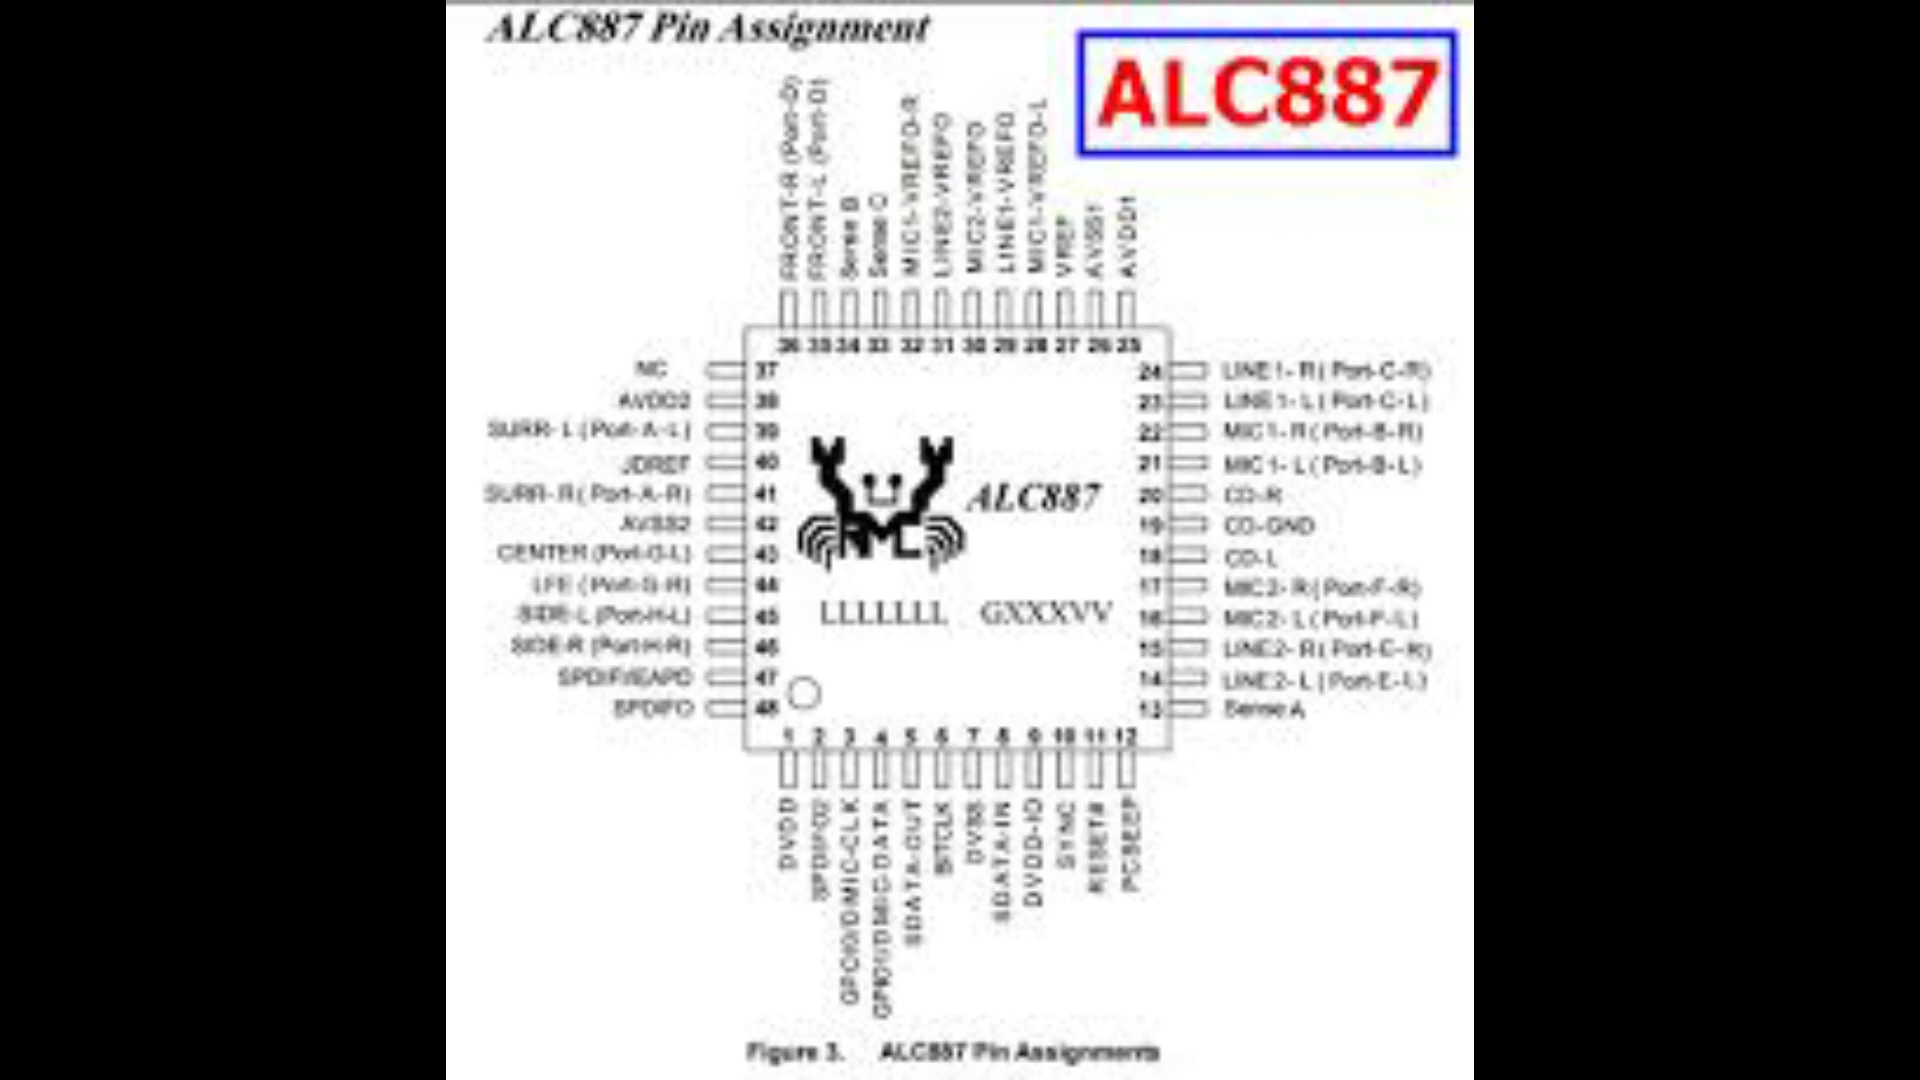 ALC887 Pin Assignment
ALC887
FRONT-R (Port-D)
FRONT-L (Port-D)
Sense B
Sense C
MIC1-VREFO-R
LINE2-VREFO
MIC2-VREFO
LINE1-VREFO
MIC1-VREFO-L
VREF
AVSS1
AVDD1
36 35 34 33 32 31 30 29 28 27 26 25
NC 37
AVDD2 38
SURR-L (Port-A-L) 39
JDREF 40
SURR-R (Port-A-R) 41
AVSS2 42
CENTER (Port-G-L) 43
LFE (Port-G-R) 44
SIDE-L (Port-H-L) 45
SIDE-R (Port-H-R) 46
SPDIFI/EAPD 47
SPDIFO 48
24 LINE1-R (Port-C-R)
23 LINE1-L (Port-C-L)
22 MIC1-R (Port-B-R)
21 MIC1-L (Port-B-L)
20 CD-R
19 CD-GND
18 CD-L
17 MIC2-R (Port-F-R)
16 MIC2-L (Port-F-L)
15 LINE2-R (Port-E-R)
14 LINE2-L (Port-E-L)
13 Sense A
ALC887
LLLLLLL GXXXVV
1 2 3 4 5 6 7 8 9 10 11 12
DVDD
SPDIFO2
GPIO0/DMIC-CLK
GPIO1/DMIC-DATA
SDATA-OUT
BITCLK
DVSS
SDATA-IN
DVDD-IO
SYNC
RESET#
PCBEEP
Figure 3. ALC887 Pin Assignments